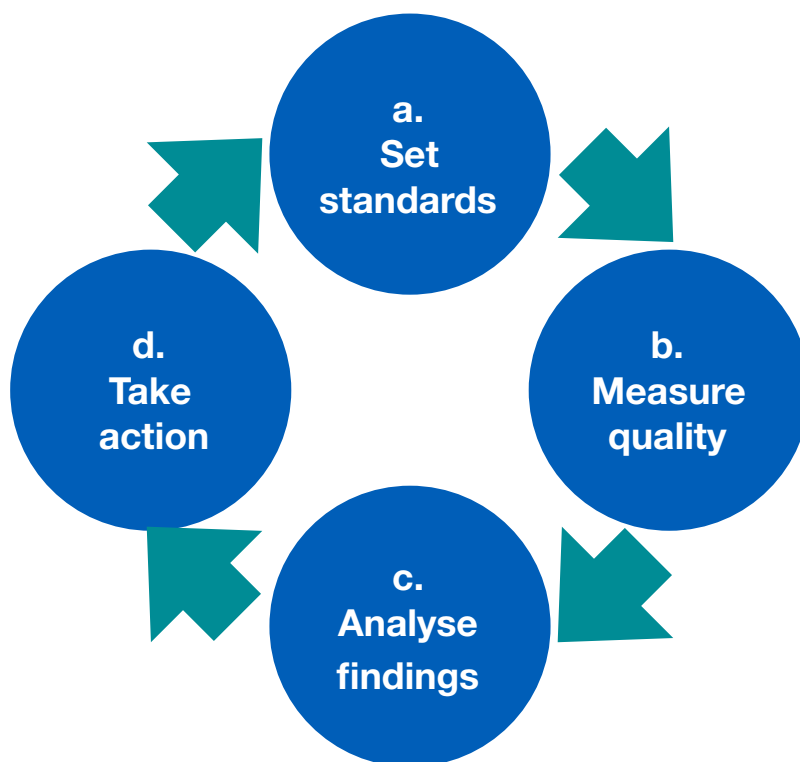 a.
Set
standards
b.
Measure
quality
c.
Analyse
findings
d.
Take
action